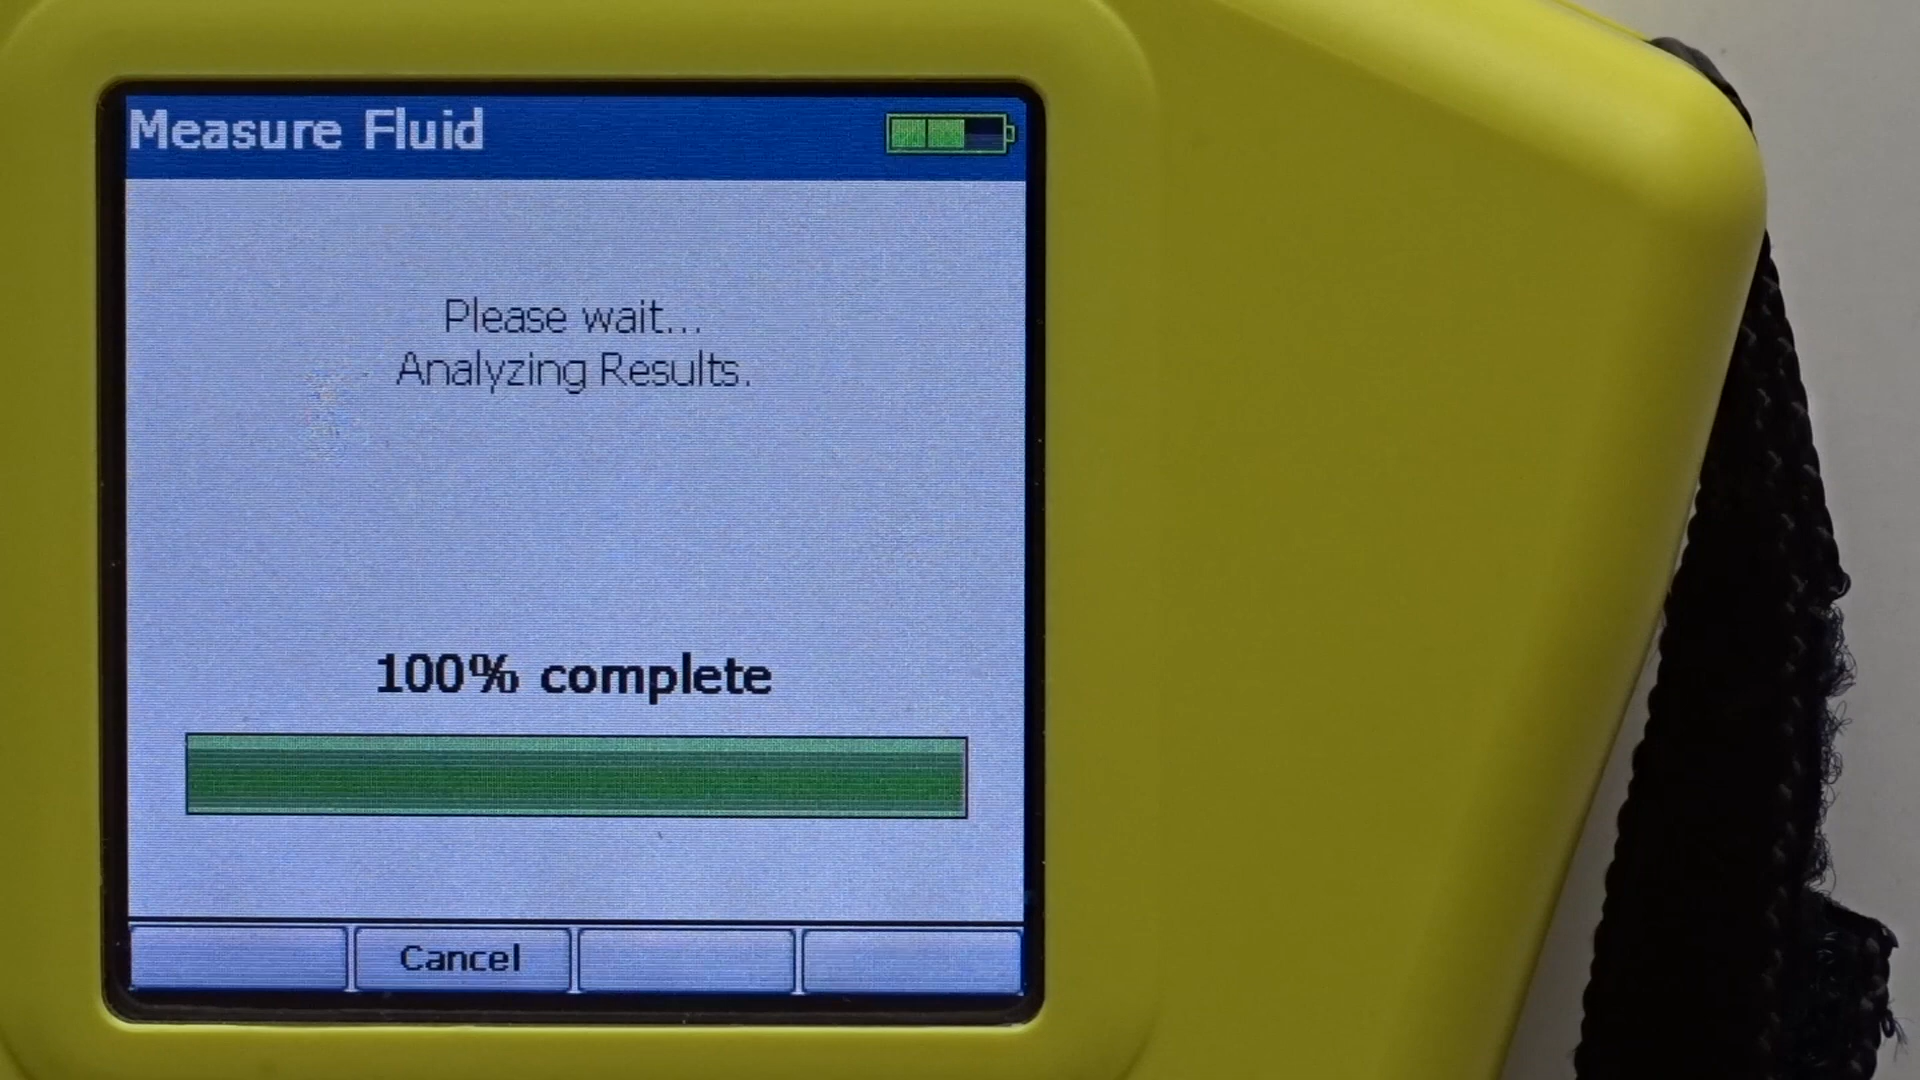 Measure Fluid
Please wait...
Analyzing Results.
100% complete
Cancel